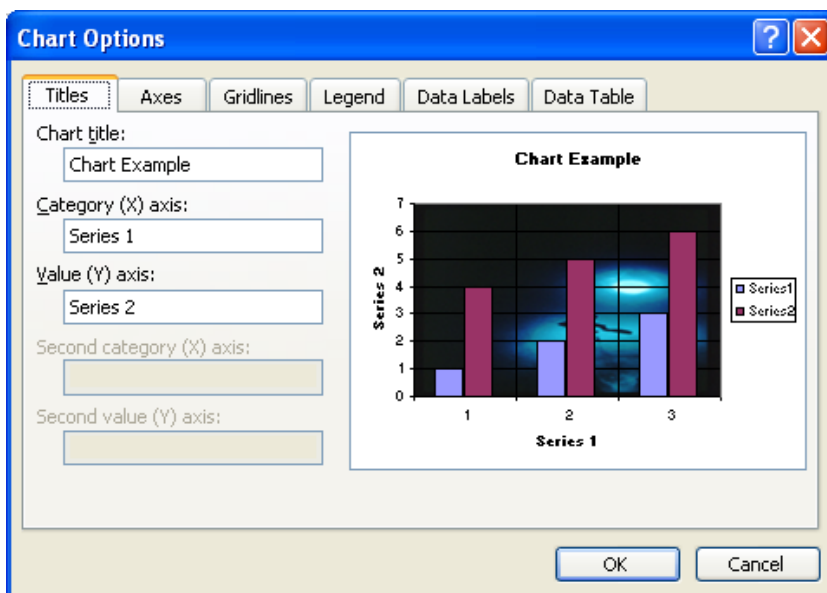 Chart Options
Titles Axes Gridlines Legend Data Labels Data Table
Chart title:
Chart Example
Category (X) axis:
Series 1
Value (Y) axis:
Series 2
Second category (X) axis:
Second value (Y) axis:
Chart Example
7
6
5
4
3
2
1
0
Series 2
1 2 3
Series 1
Series1
Series2
OK Cancel